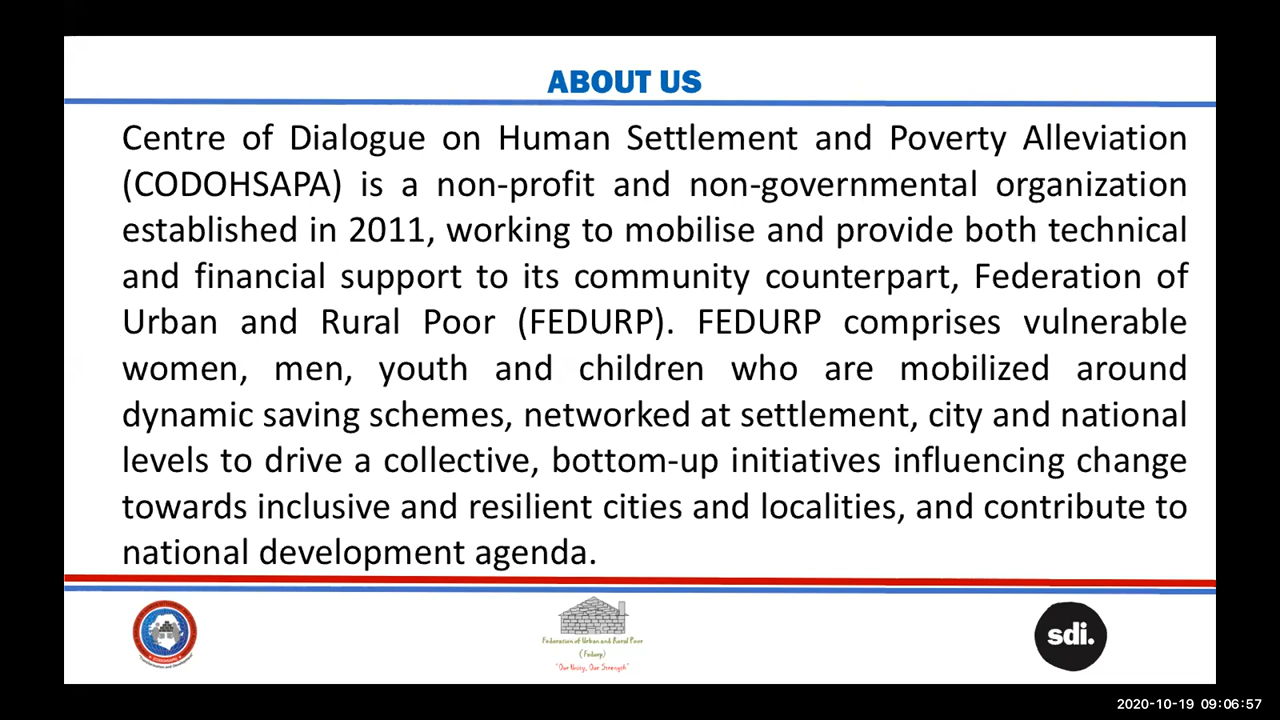 ABOUT US
Centre of Dialogue on Human Settlement and Poverty Alleviation
(CODOHSAPA) is a non-profit and non-governmental organization
established in 2011, working to mobilise and provide both technical
and financial support to its community counterpart, Federation of
Urban and Rural Poor (FEDURP). FEDURP comprises vulnerable
women, men, youth and children who are mobilized around
dynamic saving schemes, networked at settlement, city and national
levels to drive a collective, bottom-up initiatives influencing change
towards inclusive and resilient cities and localities, and contribute to
national development agenda.
Federation of Urban and Rural Poor
(Fedurp)
sdi.
2020-10-19 09:06:57